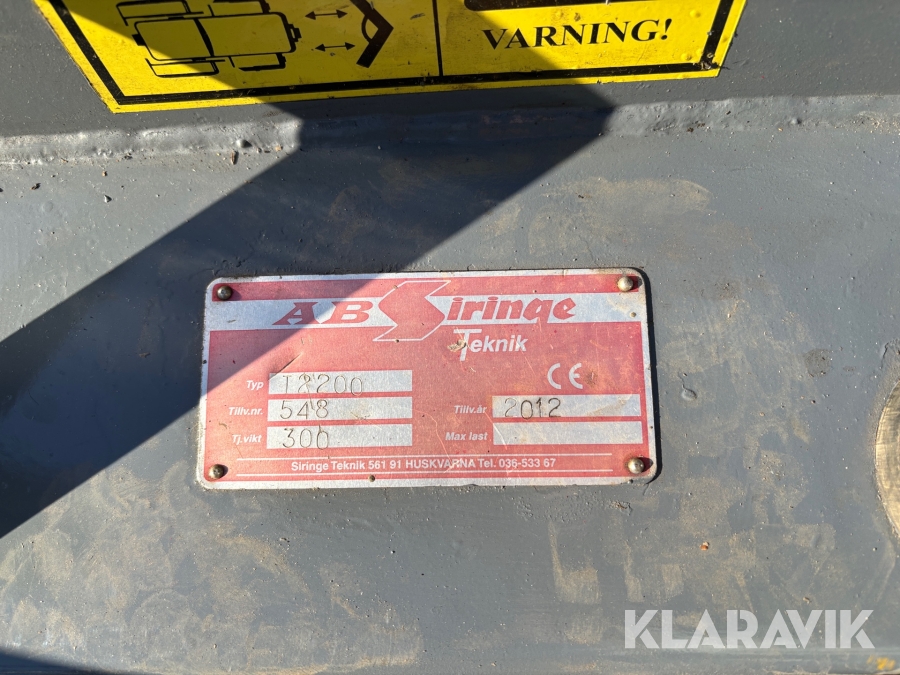 VARNING!
AB Siringe
Teknik
Typ T2200
Tillv.nr. 548
Tillv.år 2012
Tj.vikt 300
Max last
CE
Siringe Teknik 561 91 HUSKVARNA Tel. 036-533 67
KLARAVIK